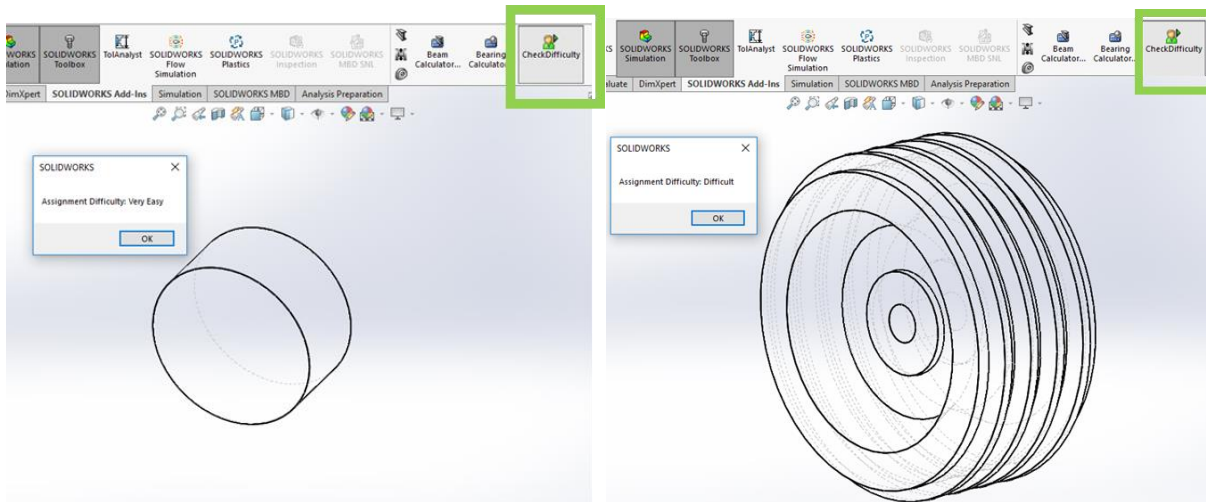 WORKS SOLIDWORKS TolAnalyst SOLIDWORKS SOLIDWORKS SOLIDWORKS SOLIDWORKS Beam Bearing CheckDifficulty
Toolbox Flow Plastics Inspection MBD SNL Calculator...
Simulation
DimXpert SOLIDWORKS Add-Ins Simulation SOLIDWORKS MBD Analysis Preparation
SOLIDWORKS
Assignment Difficulty: Very Easy
OK
SOLIDWORKS SOLIDWORKS TolAnalyst SOLIDWORKS SOLIDWORKS SOLIDWORKS SOLIDWORKS Beam Bearing CheckDifficulty
Simulation Toolbox Flow Plastics Inspection MBD SNL Calculator... Calculator...
Simulation
DimXpert SOLIDWORKS Add-Ins Simulation SOLIDWORKS MBD Analysis Preparation
SOLIDWORKS
Assignment Difficulty: Difficult
OK